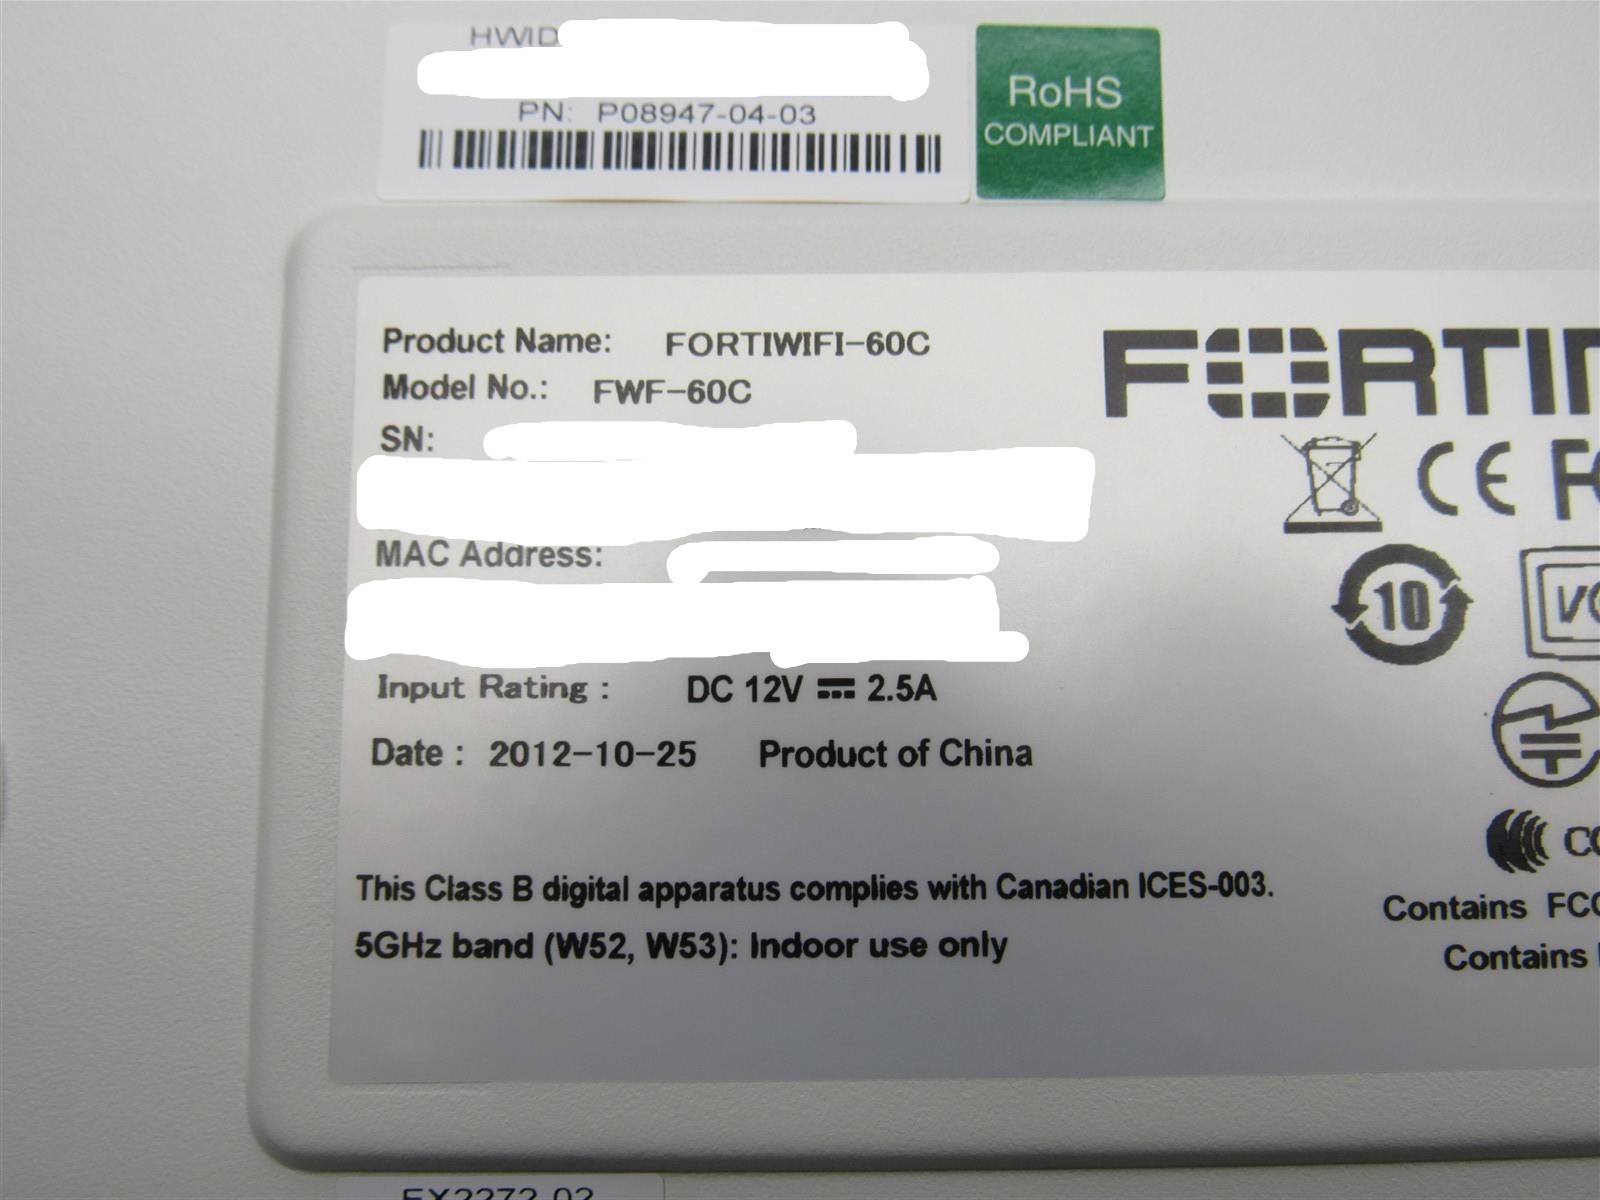 HWID
PN: P08947-04-03
RoHS
COMPLIANT
Product Name: FORTIWIFI-60C
Model No.: FWF-60C
SN:
MAC Address:
Input Rating : DC 12V 2.5A
Date : 2012-10-25 Product of China
This Class B digital apparatus complies with Canadian ICES-003.
5GHz band (W52, W53): Indoor use only
FORTI
CE
10
Contains FCC
Contains